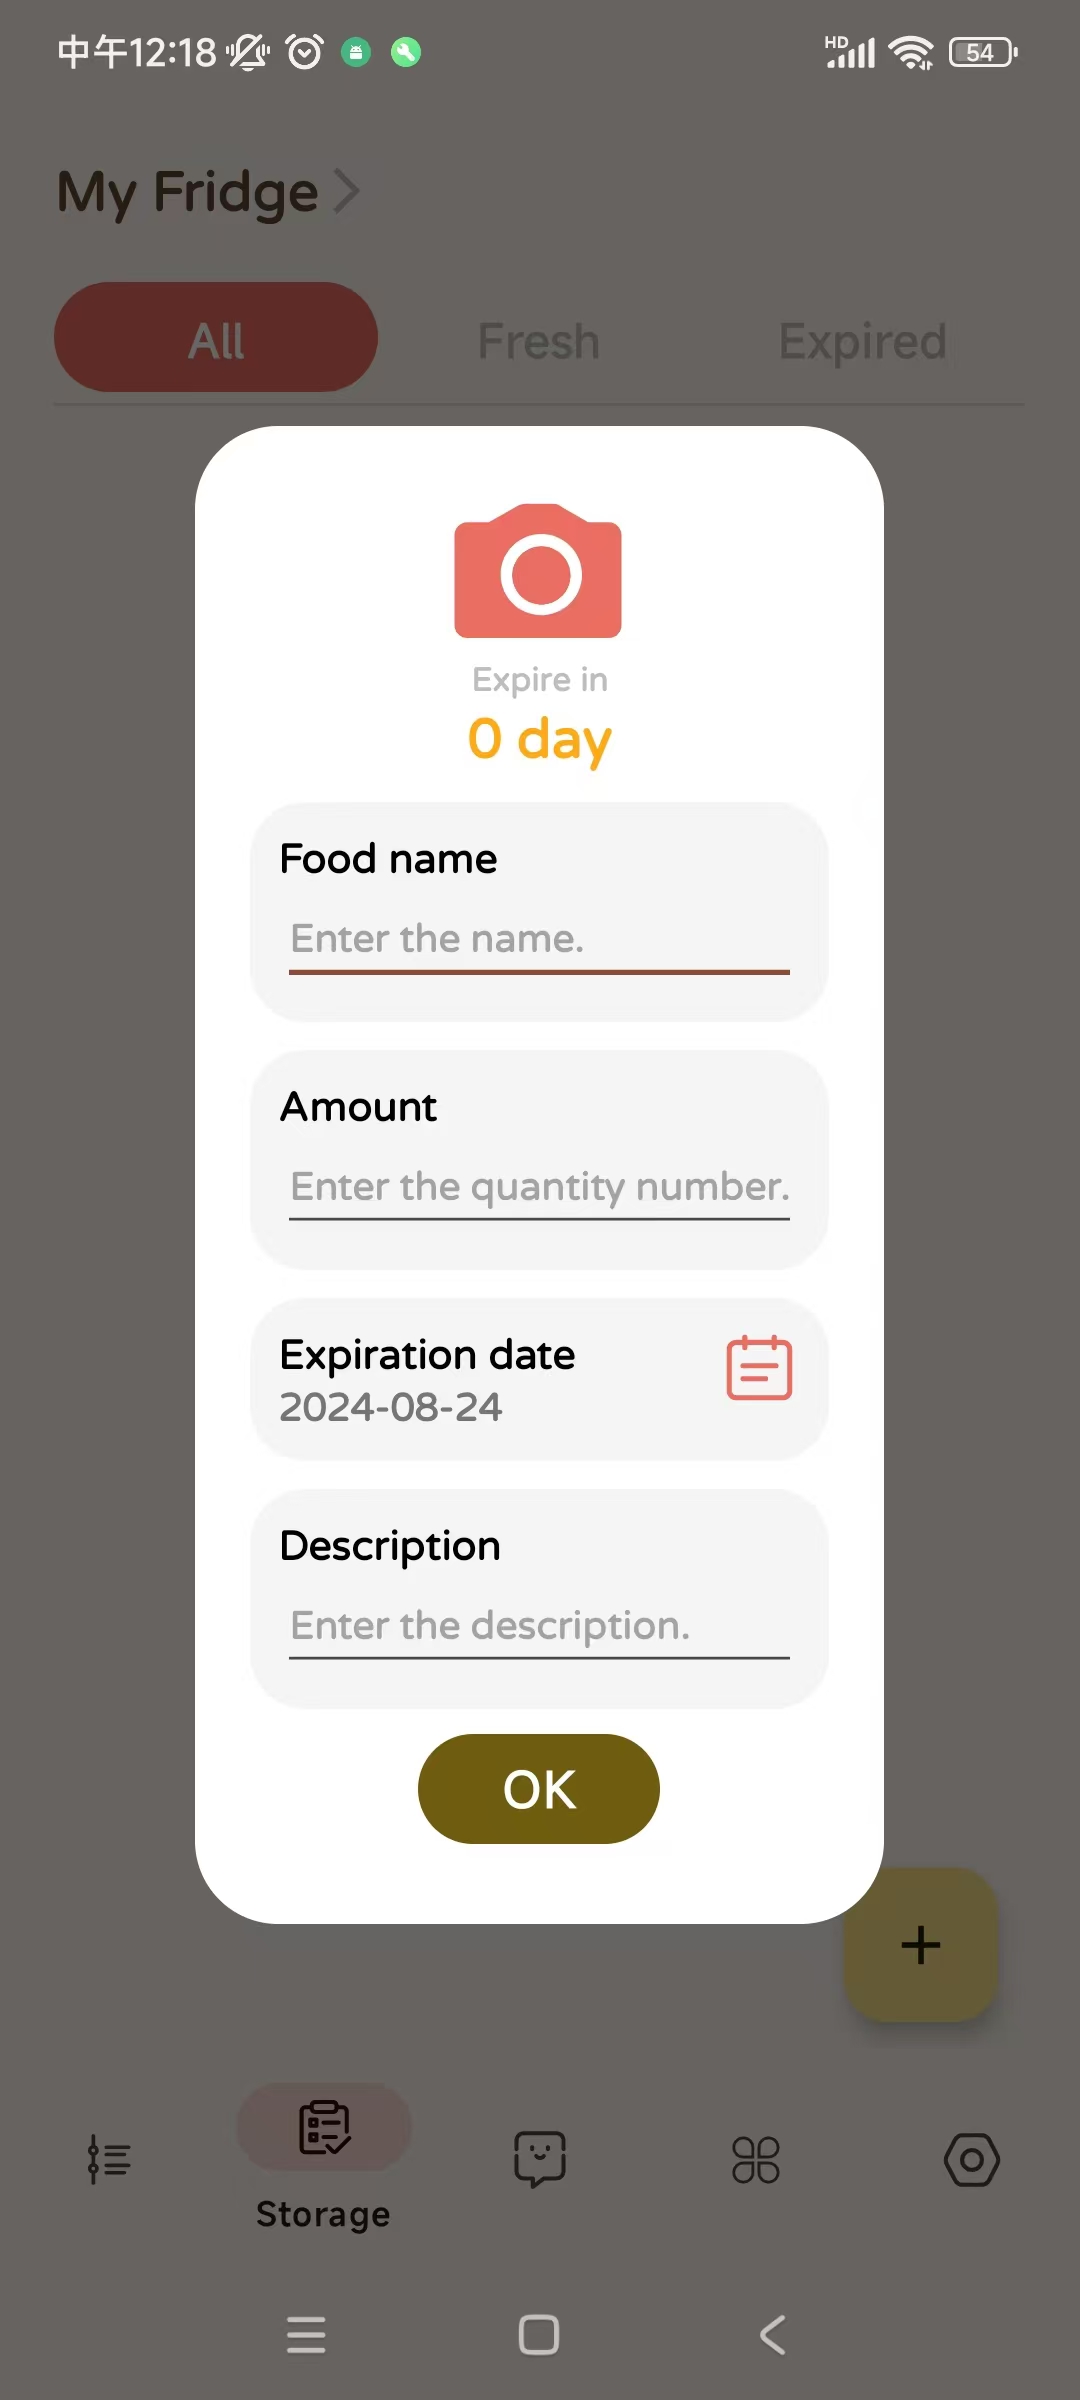 中午12:18
HD
54
My Fridge
All Fresh Expired
Expire in
0 day
Food name
Enter the name.
Amount
Enter the quantity number.
Expiration date
2024-08-24
Description
Enter the description.
OK
+
Storage